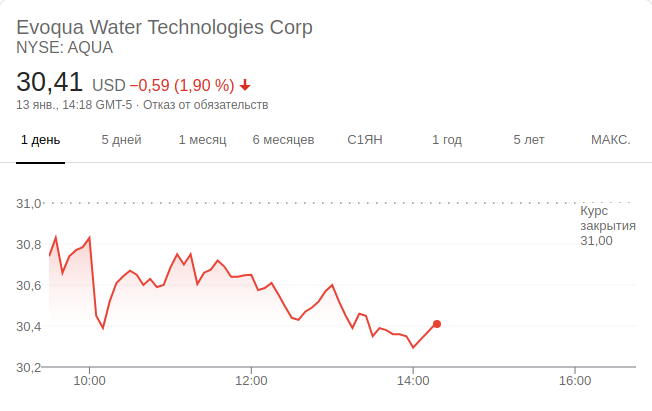 Evoqua Water Technologies Corp
NYSE: AQUA
30,41 USD −0,59 (1,90 %)
13 янв., 14:18 GMT-5 · Отказ от обязательств
1 день 5 дней 1 месяц 6 месяцев С1ЯН 1 год 5 лет МАКС.
31,0
Курс
закрытия
31,00
30,8
30,6
30,4
30,2
10:00 12:00 14:00 16:00